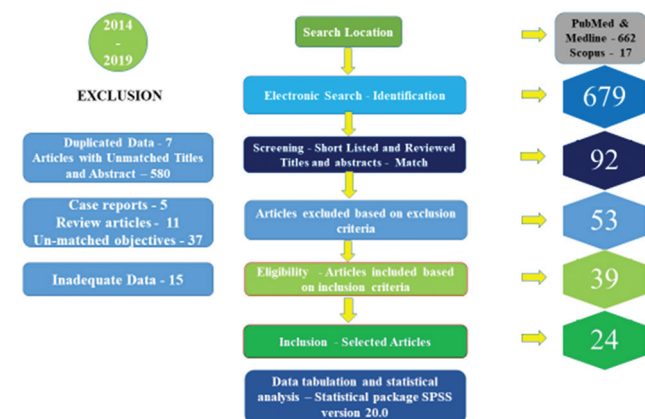 2014
-
2019
EXCLUSION
Duplicated Data - 7
Articles with Unmatched Titles
and Abstract – 580
Case reports - 5
Review articles - 11
Un-matched objectives - 37
Inadequate Data - 15
Search Location
Electronic Search - Identification
Screening - Short Listed and Reviewed
Titles and abstracts - Match
Articles excluded based on exclusion
criteria
Eligibility - Articles included based
on inclusion criteria
Inclusion - Selected Articles
Data tabulation and statistical
analysis – Statistical package SPSS
version 20.0
PubMed &
Medline - 662
Scopus - 17
679
92
53
39
24